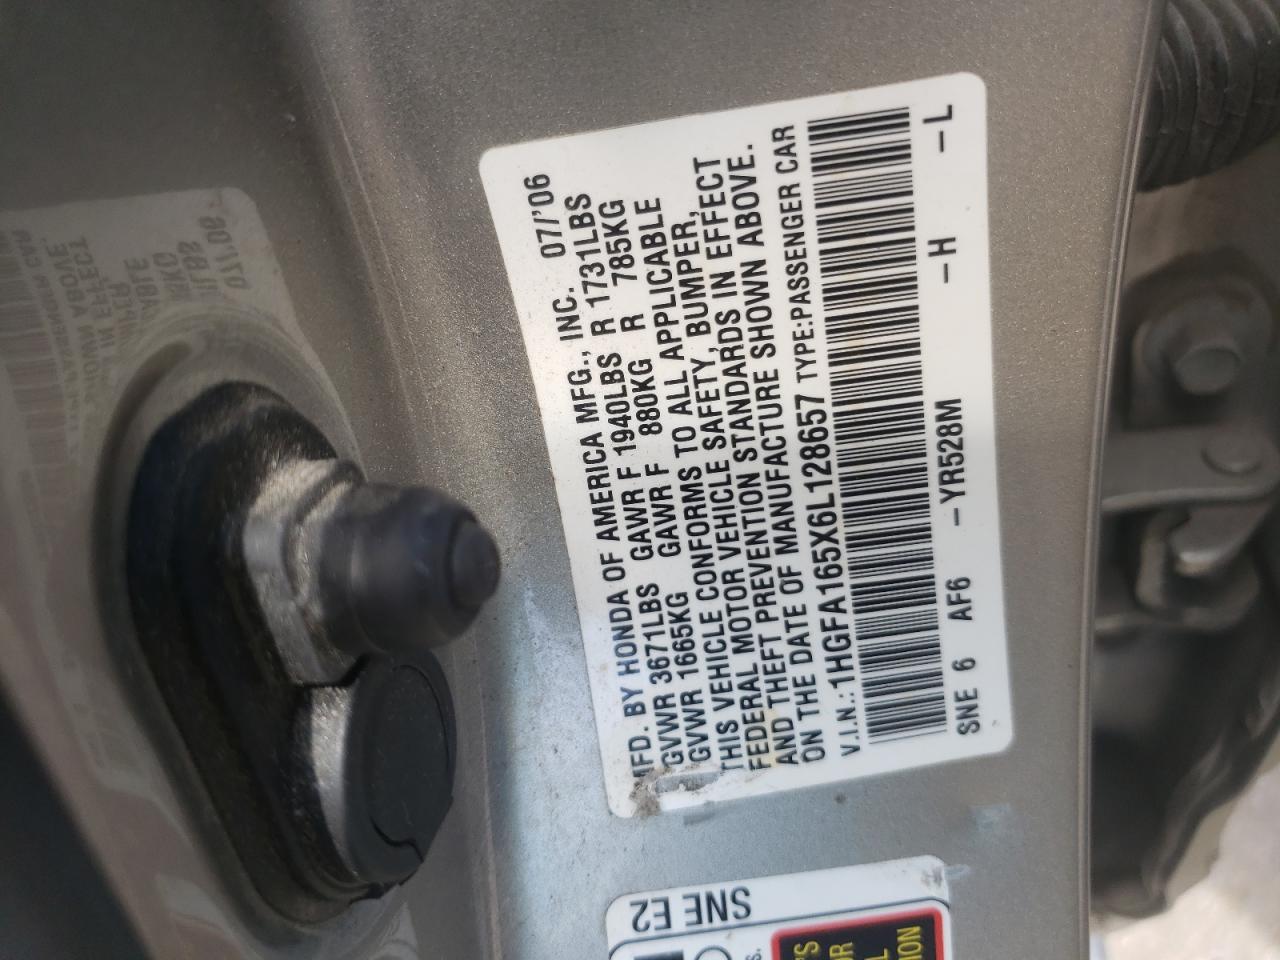 MFD. BY HONDA OF AMERICA MFG., INC. 07/'06
GVWR 3671LBS GAWR F 1940LBS R 1731LBS
GVWR 1665KG GAWR F 880KG R 785KG
THIS VEHICLE CONFORMS TO ALL APPLICABLE
FEDERAL MOTOR VEHICLE SAFETY, BUMPER,
AND THEFT PREVENTION STANDARDS IN EFFECT
ON THE DATE OF MANUFACTURE SHOWN ABOVE.
V.I.N.: 1HGFA165X6L128657 TYPE:PASSENGER CAR
SNE 6 AF6 -YR528M -H -L
SNE E2